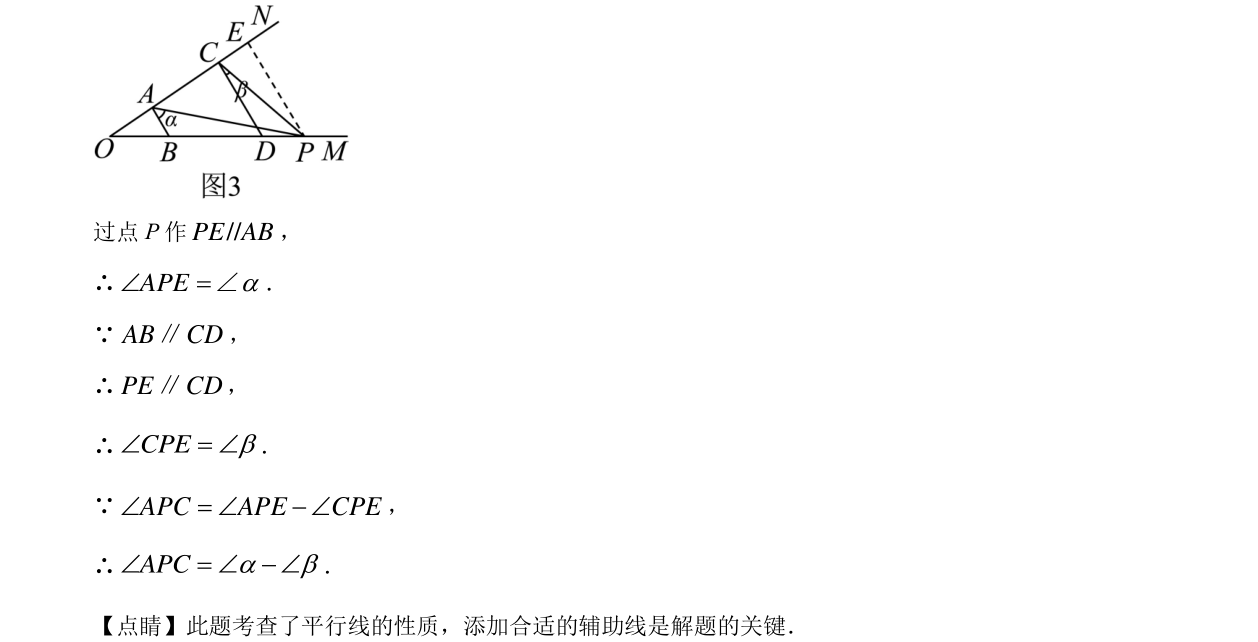 N
E
C
β
A
α
O B D P M
图3
过点 P 作 PE//AB，
∴ ∠APE = ∠α．
∵ AB∥CD，
∴ PE∥CD，
∴ ∠CPE = ∠β．
∵ ∠APC = ∠APE − ∠CPE，
∴ ∠APC = ∠α − ∠β．
【点睛】此题考查了平行线的性质，添加合适的辅助线是解题的关键．